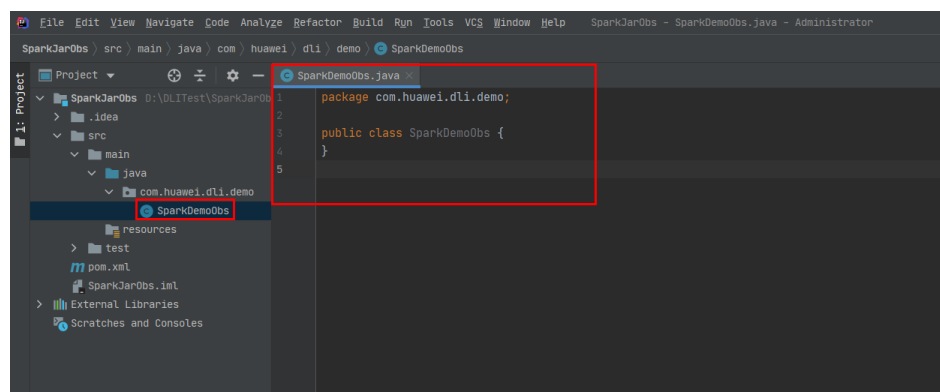 File Edit View Navigate Code Analyze Refactor Build Run Tools VCS Window Help SparkJarObs - SparkDemoObs.java - Administrator
SparkJarObs 〉 src 〉 main 〉 java 〉 com 〉 huawei 〉 dli 〉 demo 〉 SparkDemoObs
1: Project
Project
SparkJarObs D:\DLITest\SparkJarOb
.idea
src
main
java
com.huawei.dli.demo
SparkDemoObs
resources
test
pom.xml
SparkJarObs.iml
External Libraries
Scratches and Consoles
SparkDemoObs.java
1 package com.huawei.dli.demo;
2
3 public class SparkDemoObs {
4 }
5